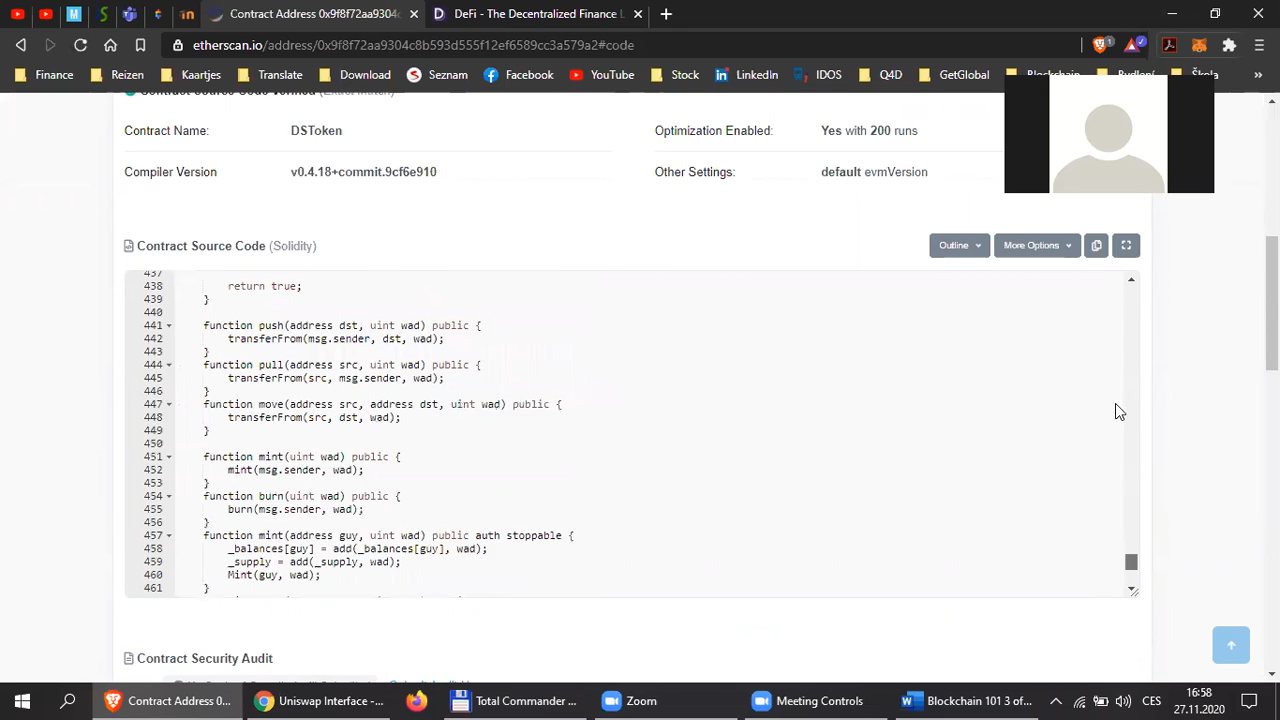 Contract Address 0x9f8f72aa9304
DeFi - The Decentralized Finance L
etherscan.io/address/0x9f8f72aa9304c8b593d555f12ef6589cc3a579a2#code
Finance
Reizen
Kaartjes
Translate
Download
Seznam
Facebook
YouTube
Stock
LinkedIn
IDOS
Q4D
GetGlobal
Blockchain
Bydlení
Škola
Contract Source Code Verified (Exact Match)
Contract Name: DSToken
Optimization Enabled: Yes with 200 runs
Compiler Version v0.4.18+commit.9cf6e910
Other Settings: default evmVersion
Contract Source Code (Solidity)
Outline
More Options
437
438 return true;
439 }
440
441 function push(address dst, uint wad) public {
442 transferFrom(msg.sender, dst, wad);
443 }
444 function pull(address src, uint wad) public {
445 transferFrom(src, msg.sender, wad);
446 }
447 function move(address src, address dst, uint wad) public {
448 transferFrom(src, dst, wad);
449 }
450
451 function mint(uint wad) public {
452 mint(msg.sender, wad);
453 }
454 function burn(uint wad) public {
455 burn(msg.sender, wad);
456 }
457 function mint(address guy, uint wad) public auth stoppable {
458 _balances[guy] = add(_balances[guy], wad);
459 _supply = add(_supply, wad);
460 Mint(guy, wad);
461 }
Contract Security Audit
Contract Address 0...
Uniswap Interface - ...
Total Commander ...
Zoom
Meeting Controls
Blockchain 101 3 of...
CES
16:58
27.11.2020